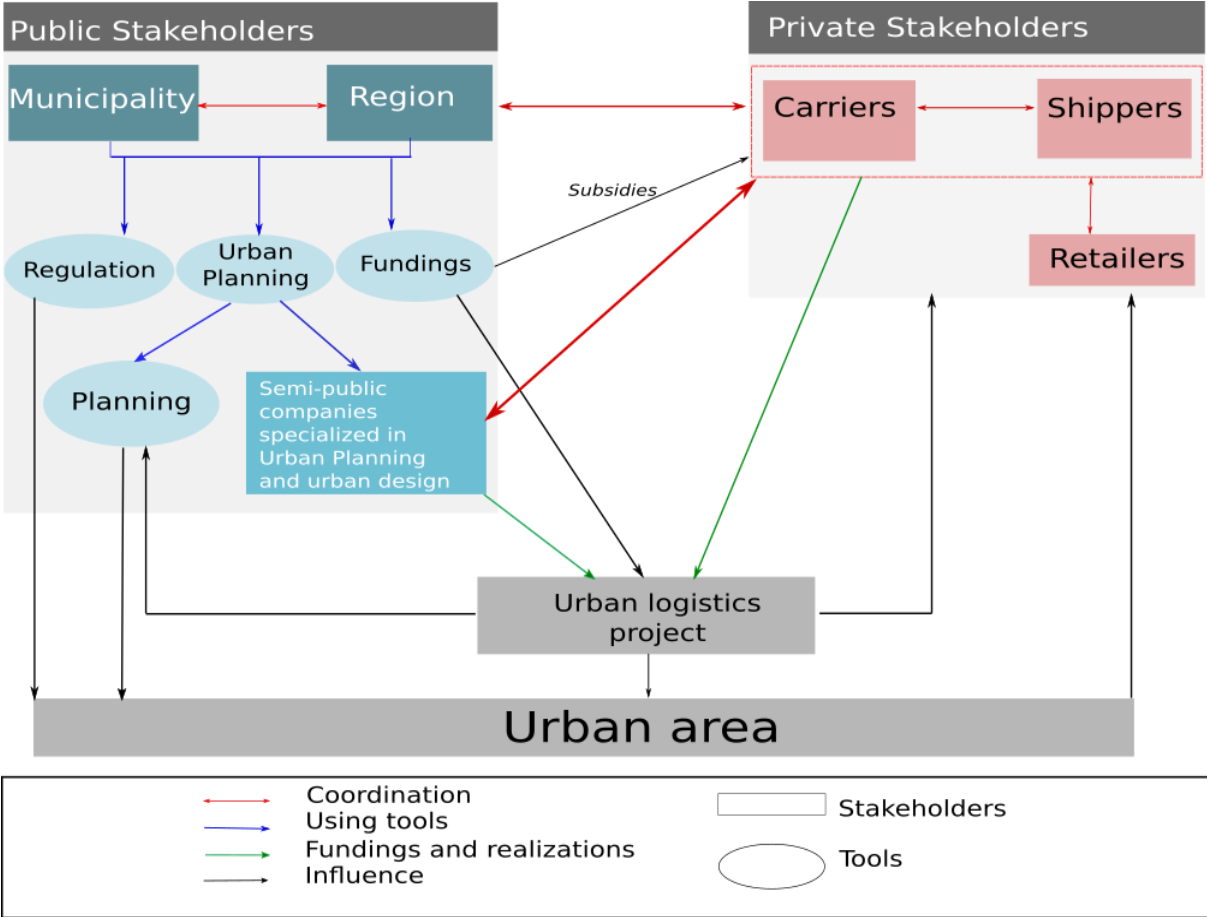 Public Stakeholders
Private Stakeholders
Municipality
Region
Carriers
Shippers
Subsidies
Regulation
Urban
Planning
Fundings
Retailers
Planning
Semi-public
companies
specialized in
Urban Planning
and urban design
Urban logistics
project
Urban area
Coordination
Using tools
Fundings and realizations
Influence
Stakeholders
Tools